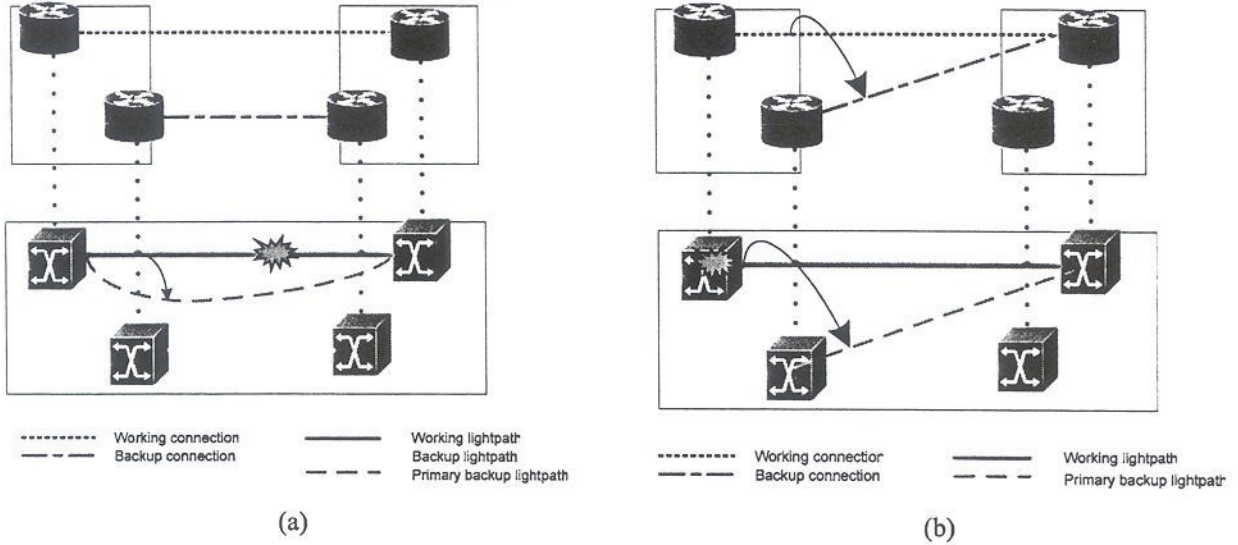 Working connection
Backup connection
Working lightpath
Backup lightpath
Primary backup lightpath
(a)
Working connection
Backup connection
Working lightpath
Primary backup lightpath
(b)